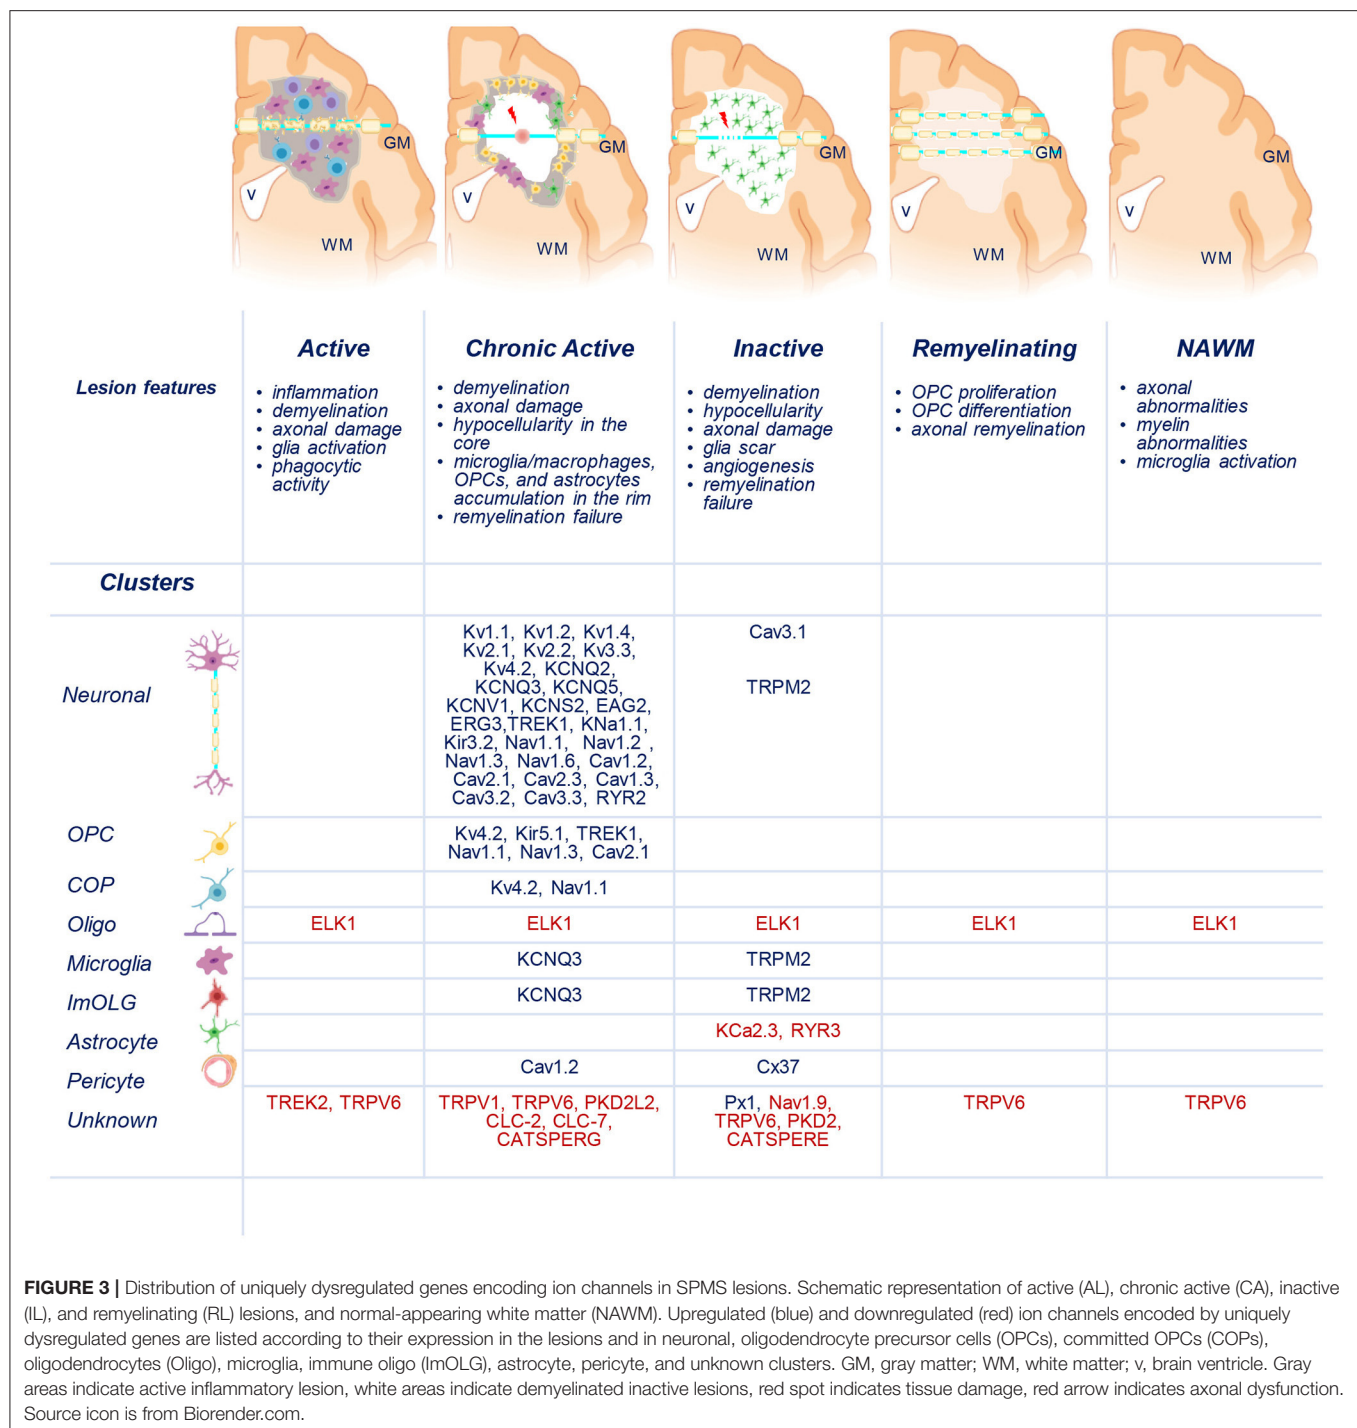 GM
V
WM
GM
V
WM
GM
V
WM
GM
V
WM
GM
V
WM
Lesion features
Active
• inflammation
• demyelination
• axonal damage
• glia activation
• phagocytic
activity
Chronic Active
• demyelination
• axonal damage
• hypocellularity in the
core
• microglia/macrophages,
OPCs, and astrocytes
accumulation in the rim
• remyelination failure
Inactive
• demyelination
• hypocellularity
• axonal damage
• glia scar
• angiogenesis
• remyelination
failure
Remyelinating
• OPC proliferation
• OPC differentiation
• axonal remyelination
NAWM
• axonal
abnormalities
• myelin
abnormalities
• microglia activation
Clusters
Neuronal
Kv1.1, Kv1.2, Kv1.4,
Kv2.1, Kv2.2, Kv3.3,
Kv4.2, KCNQ2,
KCNQ3, KCNQ5,
KCNV1, KCNS2, EAG2,
ERG3,TREK1, KNa1.1,
Kir3.2, Nav1.1, Nav1.2 ,
Nav1.3, Nav1.6, Cav1.2,
Cav2.1, Cav2.3, Cav1.3,
Cav3.2, Cav3.3, RYR2
Cav3.1
TRPM2
OPC
Kv4.2, Kir5.1, TREK1,
Nav1.1, Nav1.3, Cav2.1
COP
Kv4.2, Nav1.1
Oligo
ELK1
ELK1
ELK1
ELK1
ELK1
Microglia
KCNQ3
TRPM2
ImOLG
KCNQ3
TRPM2
Astrocyte
KCa2.3, RYR3
Pericyte
Cav1.2
Cx37
Unknown
TREK2, TRPV6
TRPV1, TRPV6, PKD2L2,
CLC-2, CLC-7,
CATSPERG
Px1, Nav1.9,
TRPV6, PKD2,
CATSPERE
TRPV6
TRPV6
FIGURE 3 | Distribution of uniquely dysregulated genes encoding ion channels in SPMS lesions. Schematic representation of active (AL), chronic active (CA), inactive
(IL), and remyelinating (RL) lesions, and normal-appearing white matter (NAWM). Upregulated (blue) and downregulated (red) ion channels encoded by uniquely
dysregulated genes are listed according to their expression in the lesions and in neuronal, oligodendrocyte precursor cells (OPCs), committed OPCs (COPs),
oligodendrocytes (Oligo), microglia, immune oligo (ImOLG), astrocyte, pericyte, and unknown clusters. GM, gray matter; WM, white matter; v, brain ventricle. Gray
areas indicate active inflammatory lesion, white areas indicate demyelinated inactive lesions, red spot indicates tissue damage, red arrow indicates axonal dysfunction.
Source icon is from Biorender.com.